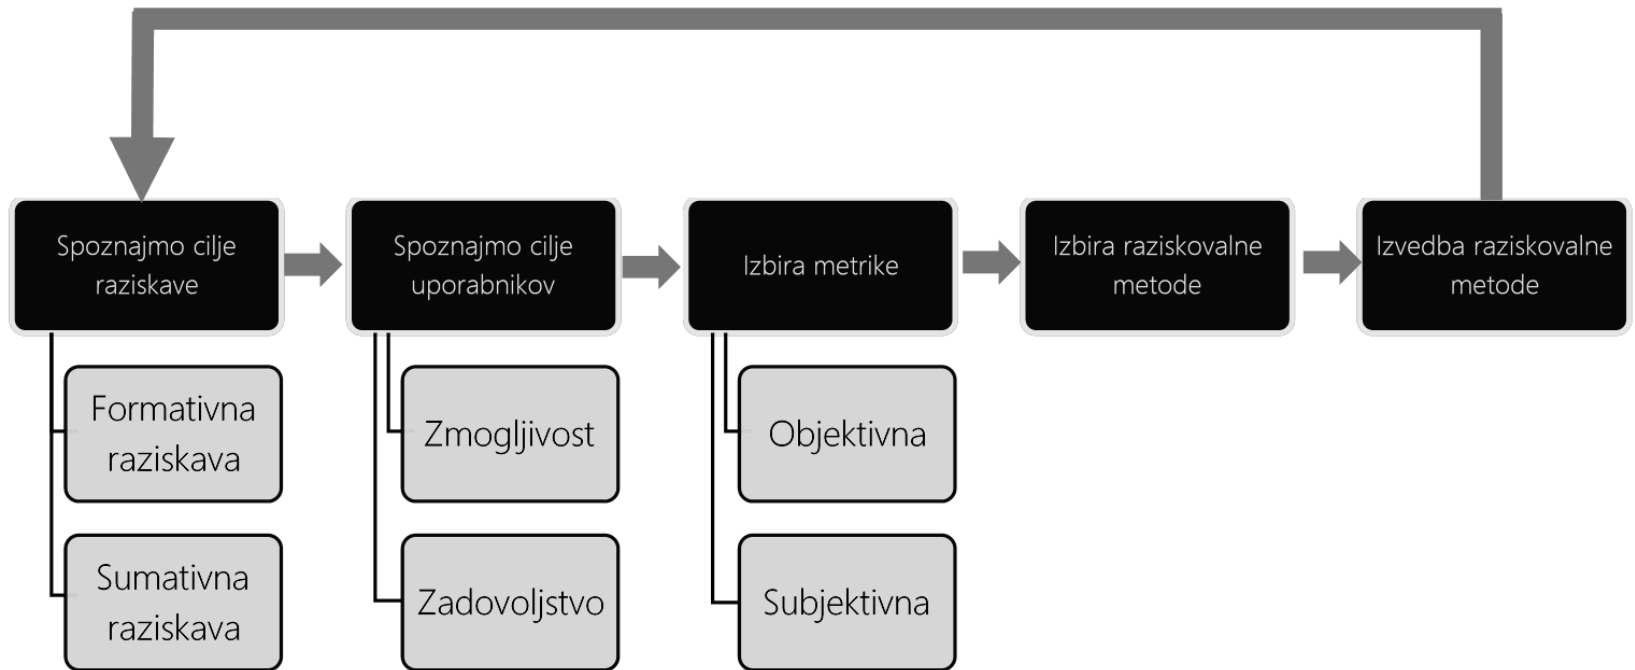 Spoznajmo cilje
raziskave
Spoznajmo cilje
uporabnikov
Izbira metrike
Izbira raziskovalne
metode
Izvedba raziskovalne
metode
Formativna
raziskava
Sumativna
raziskava
Zmogljivost
Zadovoljstvo
Objektivna
Subjektivna